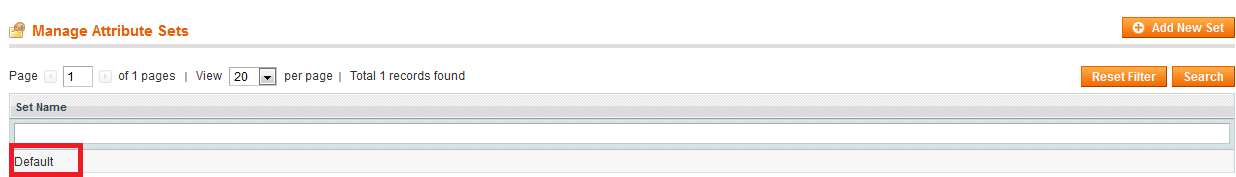 Manage Attribute Sets
Add New Set
Page 1 of 1 pages | View 20 per page | Total 1 records found
Reset Filter Search
Set Name
Default